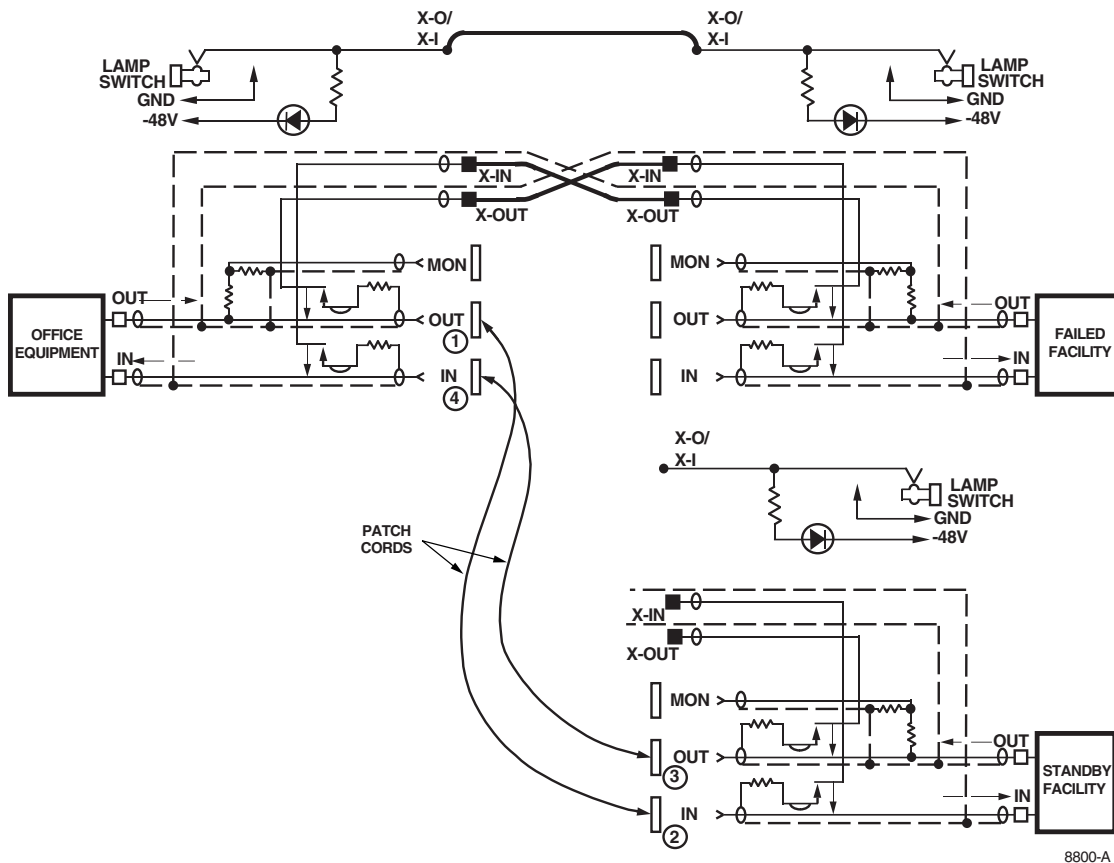 X-O/
X-I
X-O/
X-I
LAMP
SWITCH
GND
-48V
LAMP
SWITCH
GND
-48V
X-IN
X-IN
X-OUT
X-OUT
MON
MON
OUT
OUT
OUT
OUT
1
OFFICE
EQUIPMENT
FAILED
FACILITY
IN
IN
IN
IN
4
X-O/
X-I
LAMP
SWITCH
GND
-48V
PATCH
CORDS
X-IN
X-OUT
MON
OUT
OUT
3
STANDBY
FACILITY
IN
IN
2
8800-A